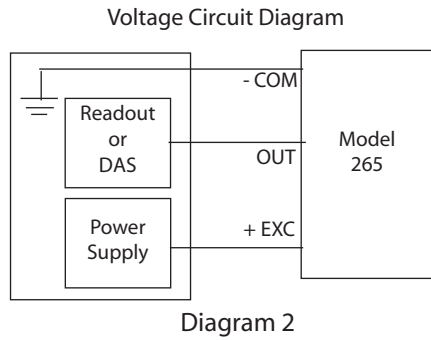 Voltage Circuit Diagram
- COM
Readout
or
DAS
OUT
Model
265
Power
Supply
+ EXC
Diagram 2